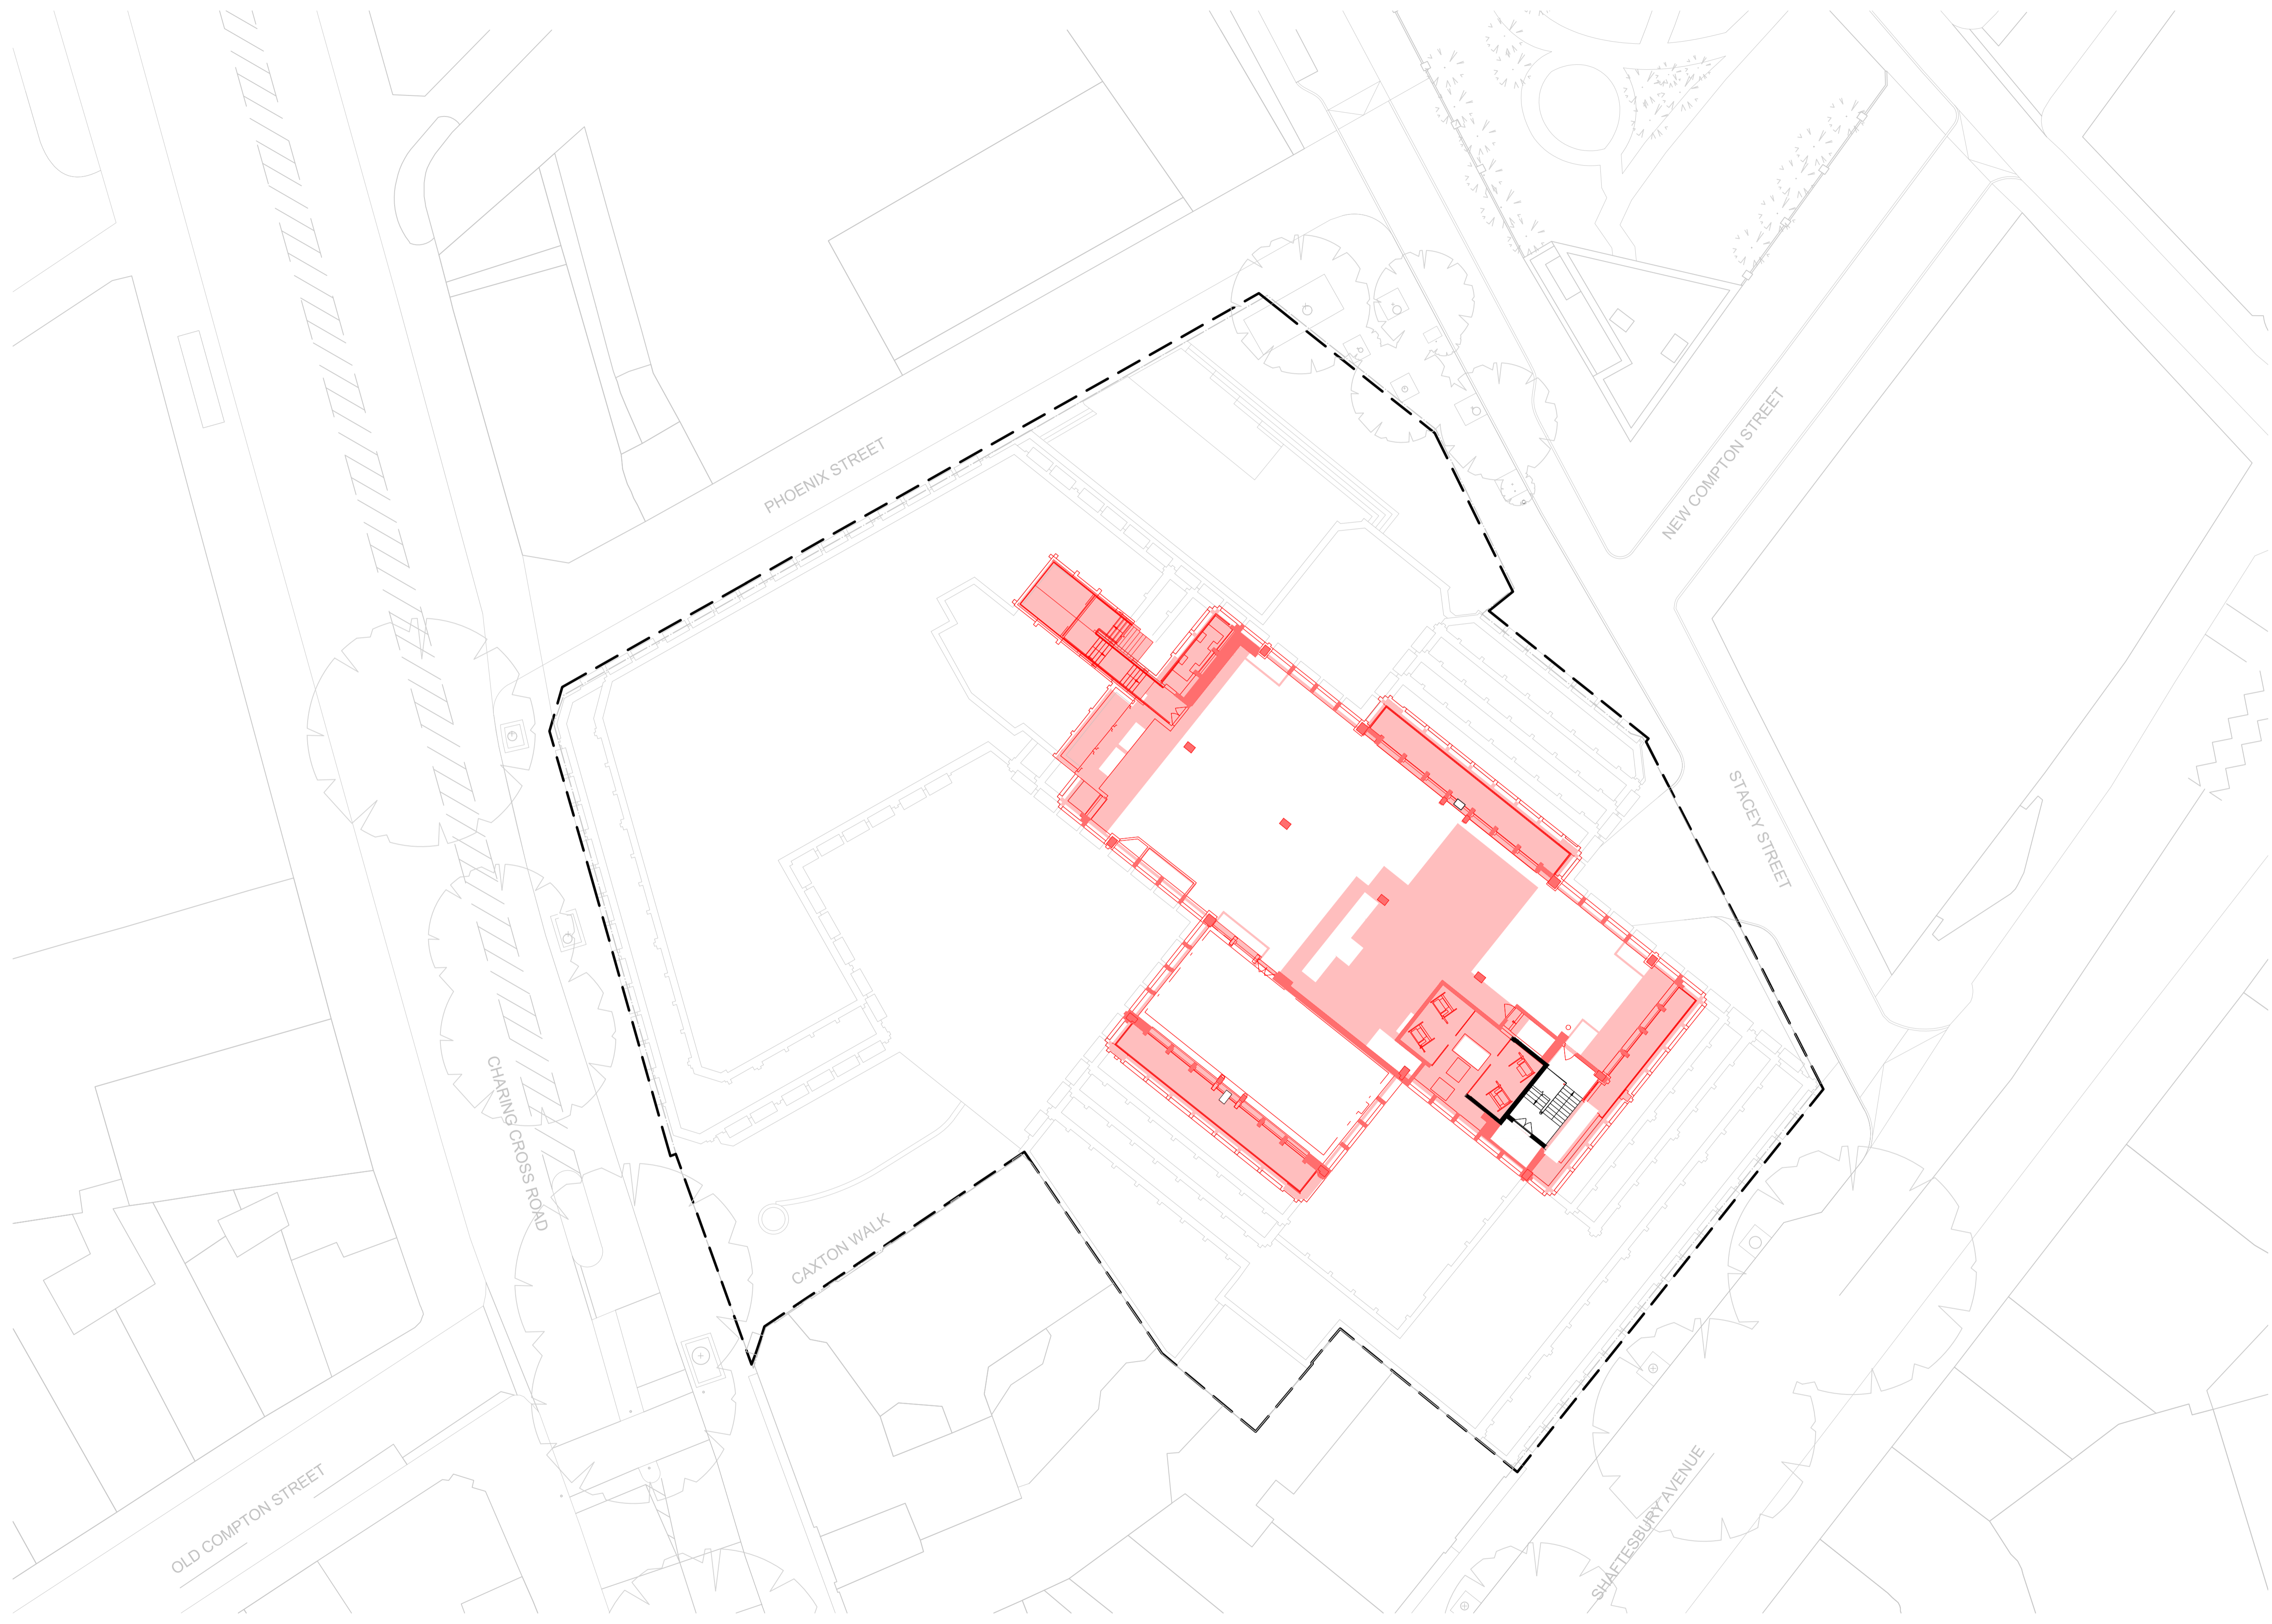 PHOENIX STREET
NEW COMPTON STREET
STACEY STREET
CHARING CROSS ROAD
CAXTON WALK
OLD COMPTON STREET
SHAFTESBURY AVENUE